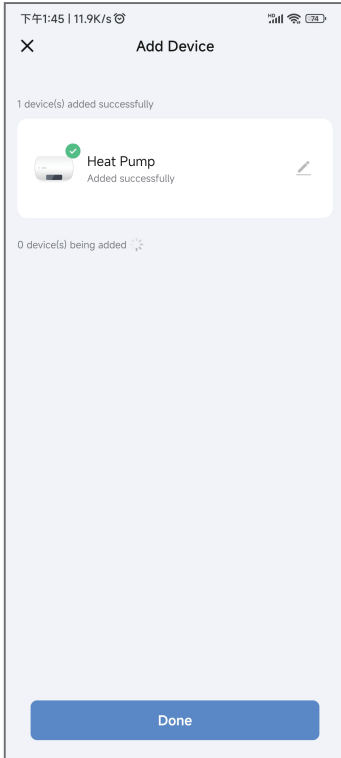 下午1:45 | 11.9K/s
HD 74
Add Device
1 device(s) added successfully
Heat Pump
Added successfully
0 device(s) being added
Done